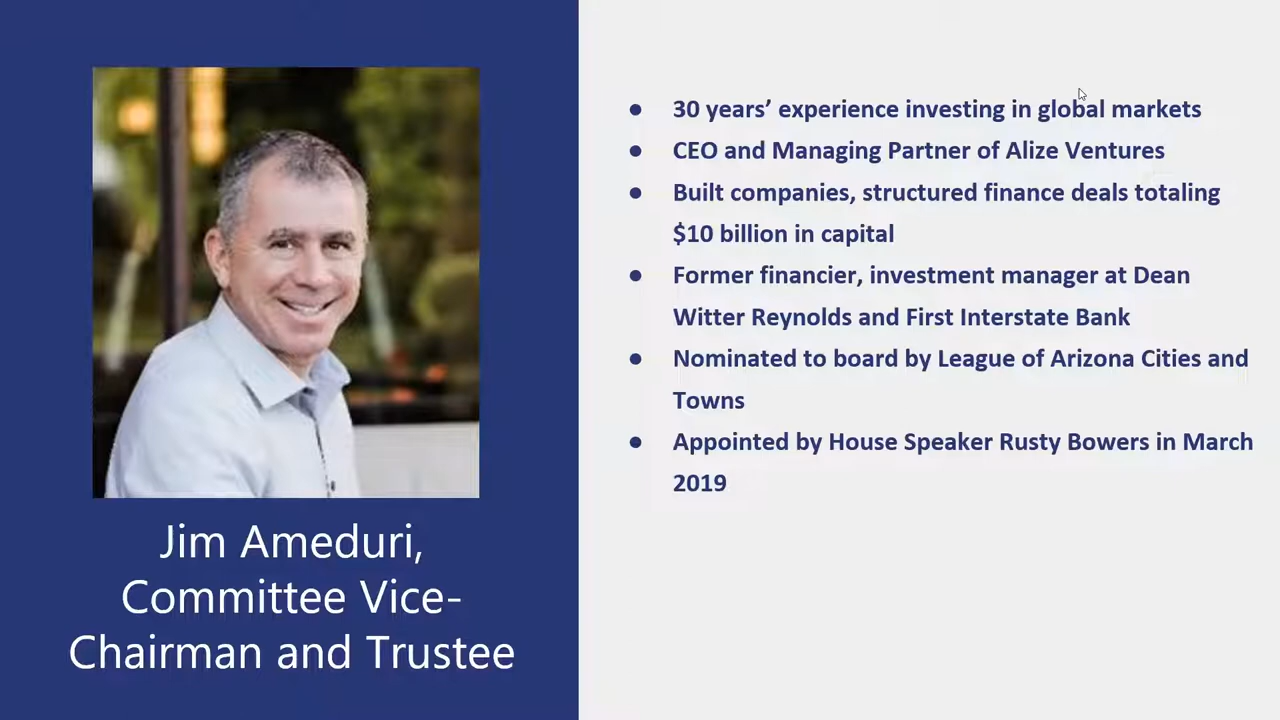 Jim Ameduri,
Committee Vice-
Chairman and Trustee
● 30 years’ experience investing in global markets
● CEO and Managing Partner of Alize Ventures
● Built companies, structured finance deals totaling
$10 billion in capital
● Former financier, investment manager at Dean
Witter Reynolds and First Interstate Bank
● Nominated to board by League of Arizona Cities and
Towns
● Appointed by House Speaker Rusty Bowers in March
2019